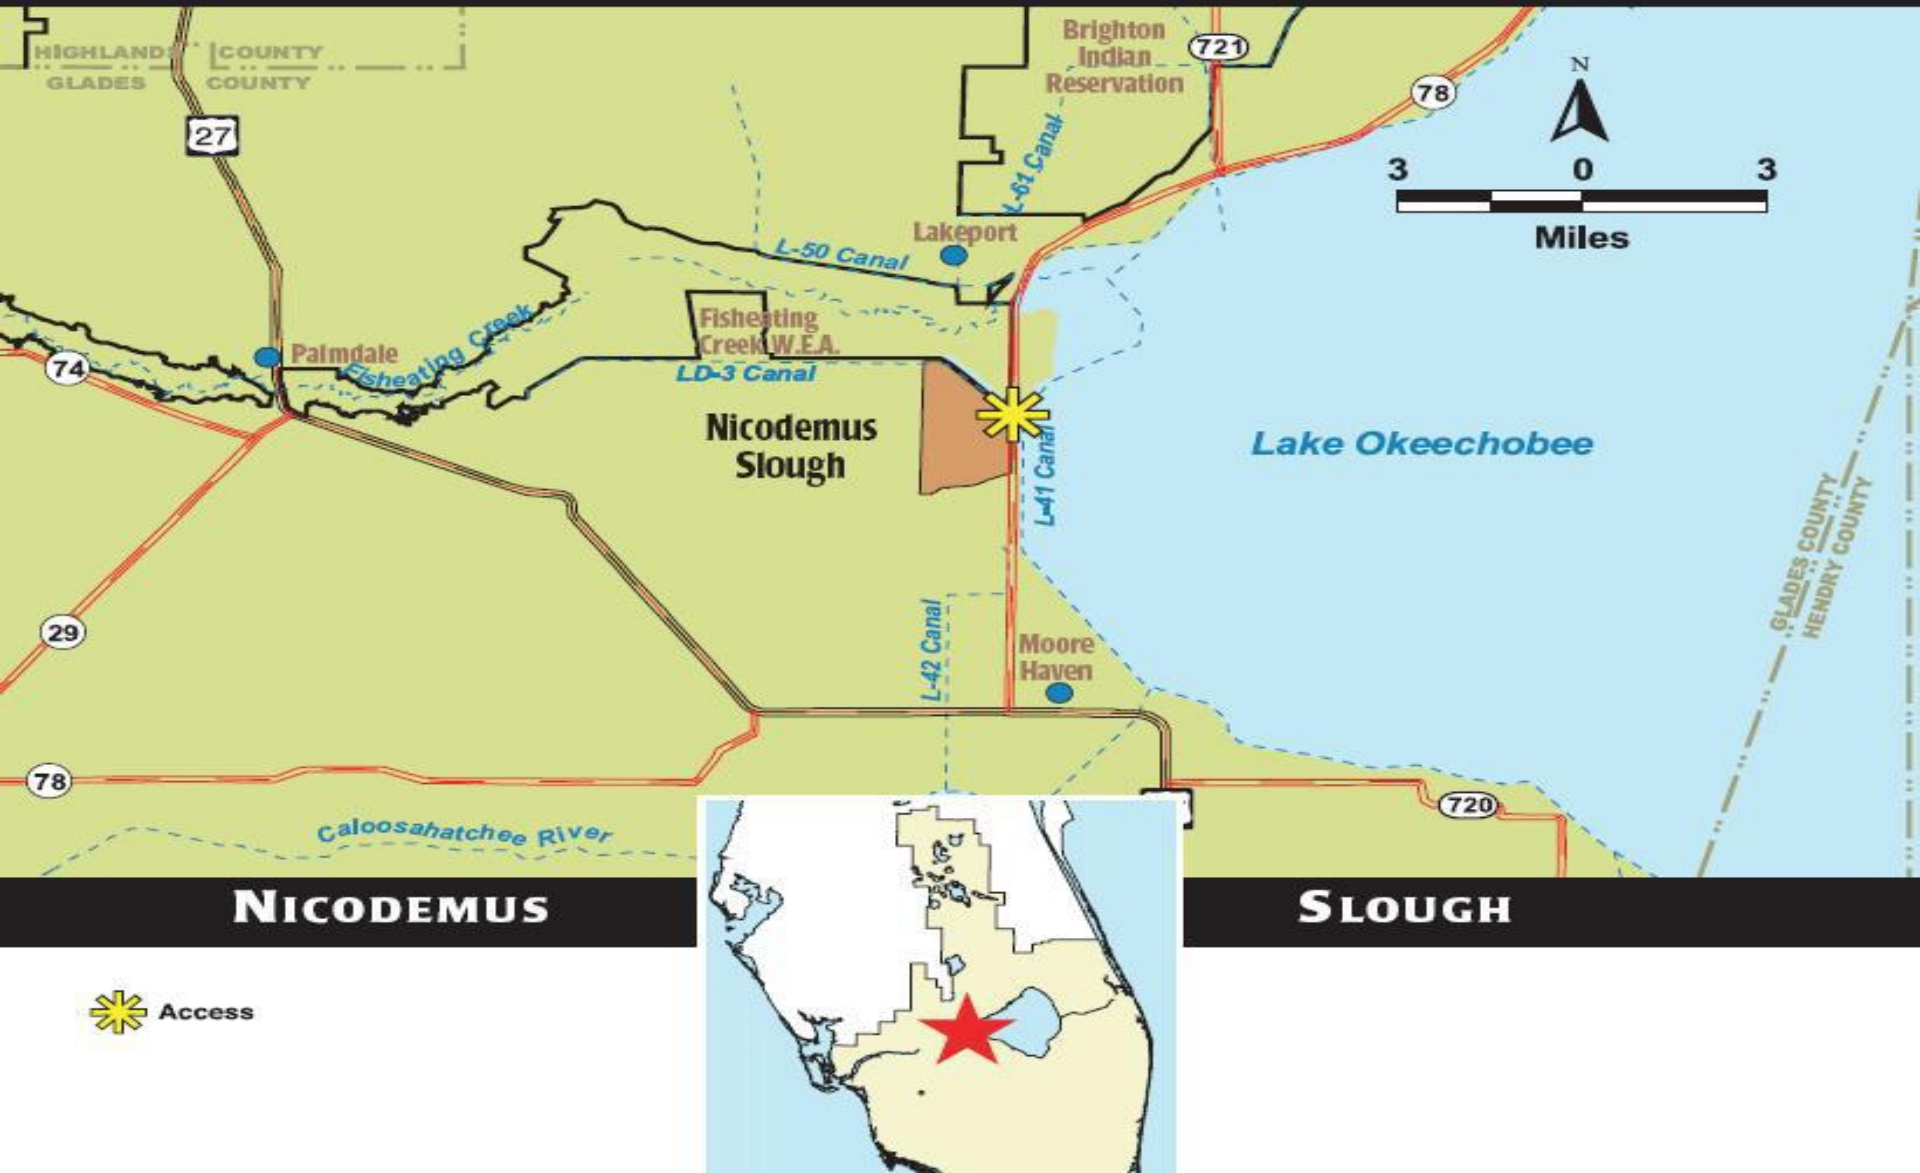 HIGHLANDS COUNTY
GLADES COUNTY
27
Brighton
Indian
Reservation
721
78
N
3 0 3
Miles
L-61 Canal
Lakeport
L-50 Canal
Fisheating
Creek W.E.A.
LD-3 Canal
Fisheating Creek
Palmdale
74
Nicodemus
Slough
L-41 Canal
Lake Okeechobee
GLADES COUNTY
HENDRY COUNTY
29
L-42 Canal
Moore
Haven
78
720
Caloosahatchee River
NICODEMUS SLOUGH
Access